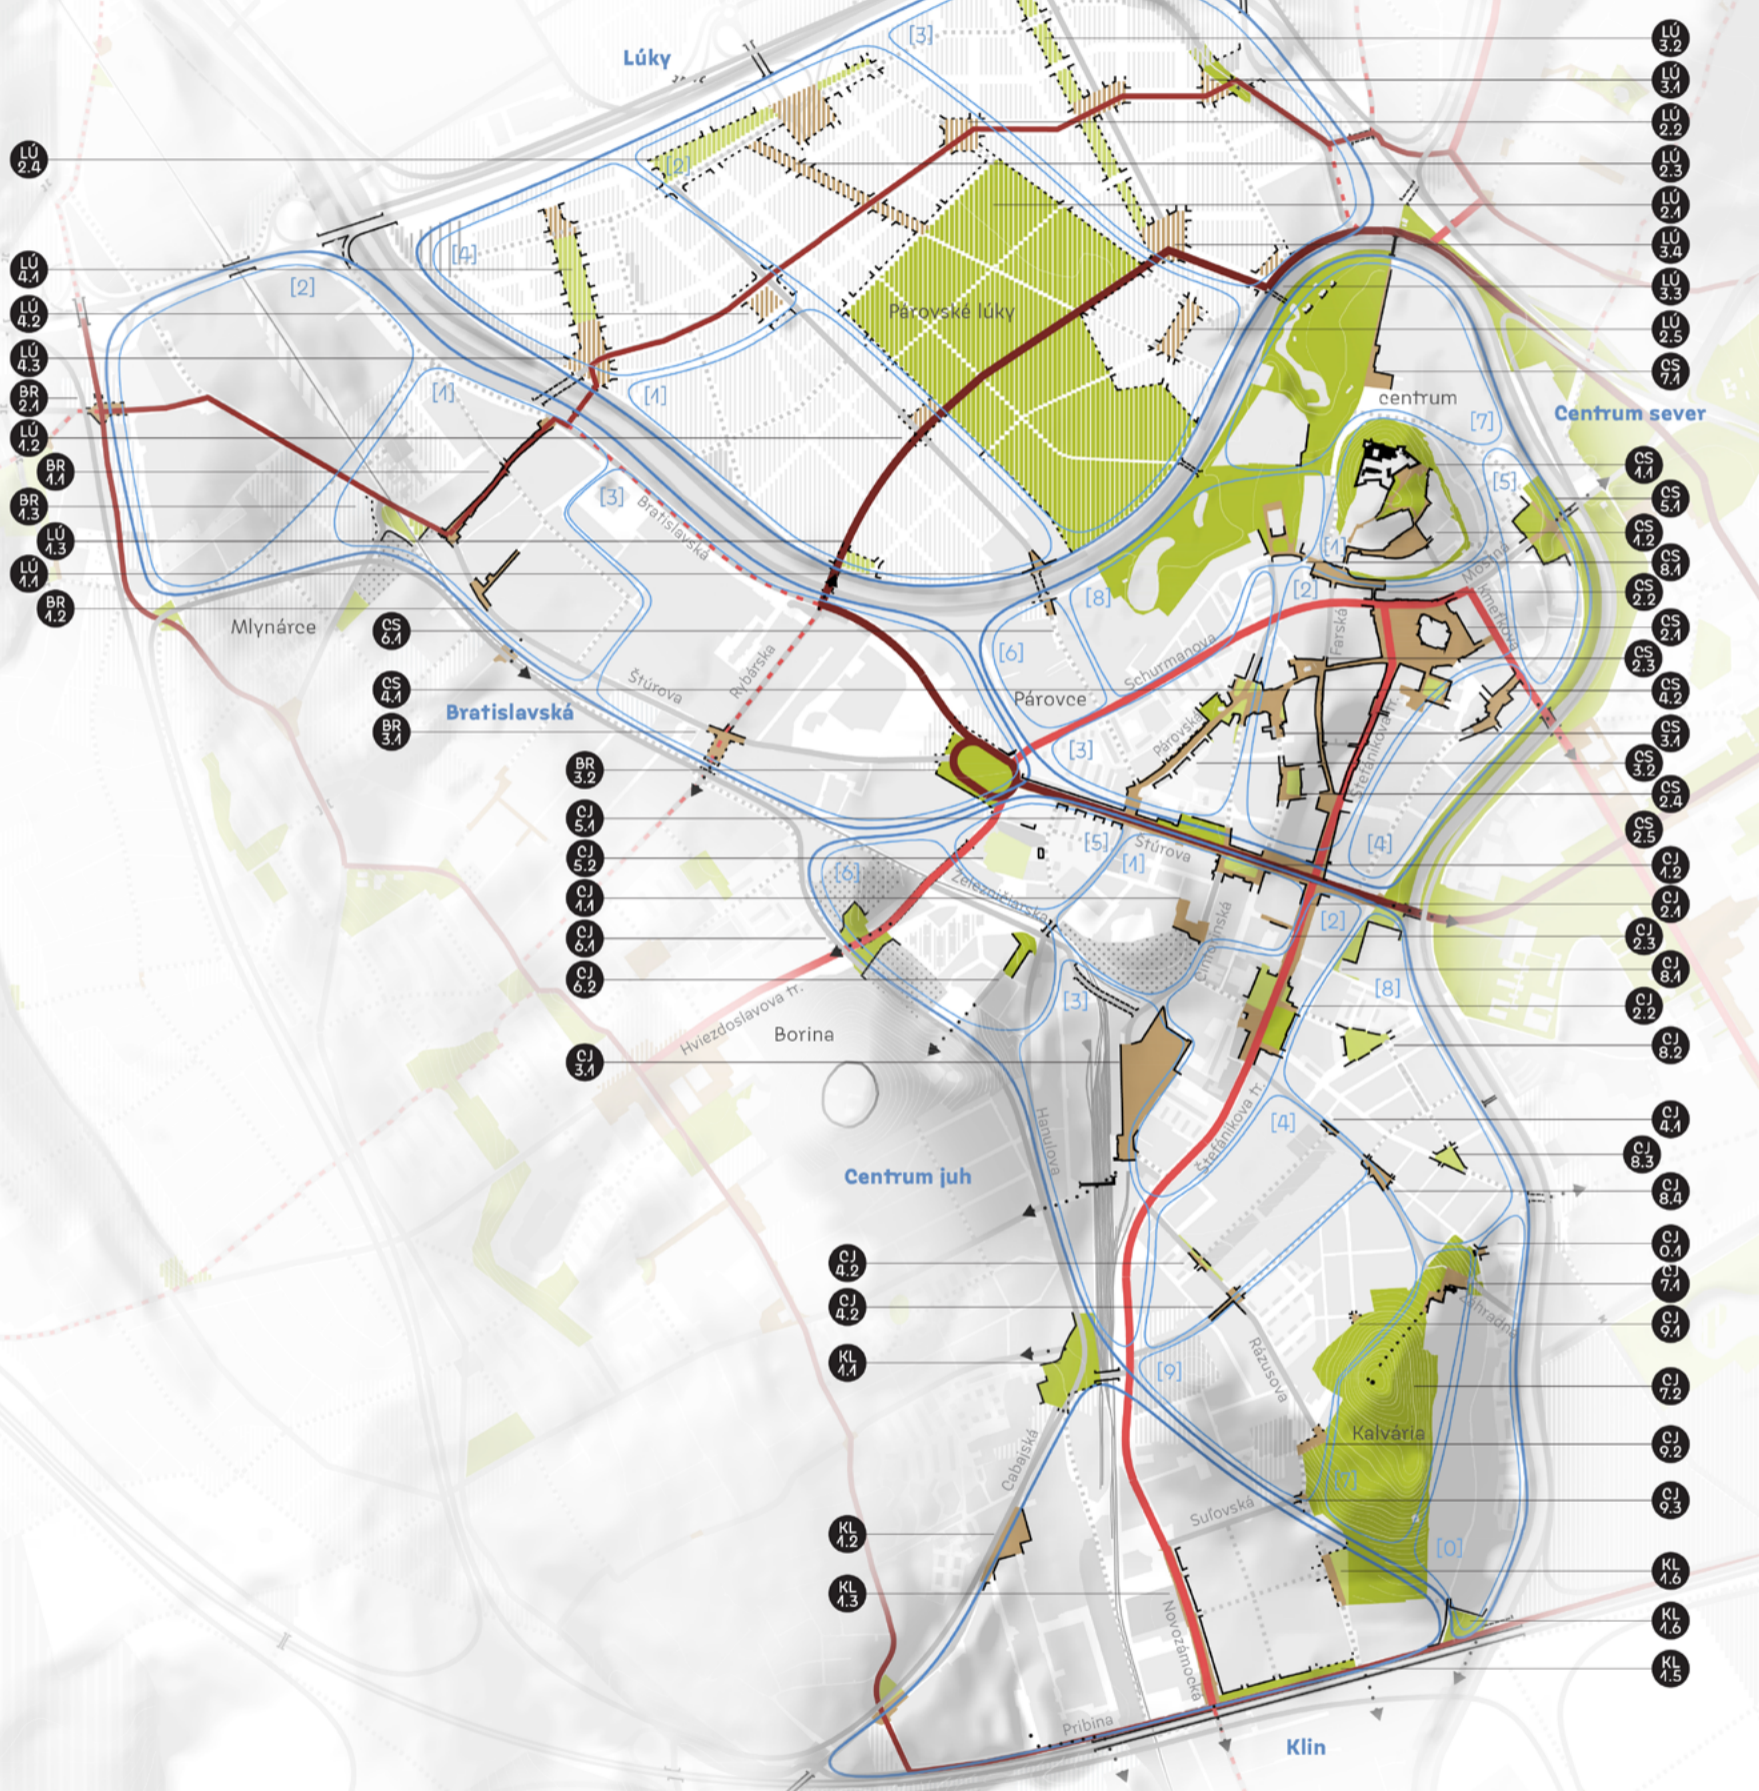 Lúky
[3]
LÚ
3.2
LÚ
3.1
LÚ
2.2
LÚ
2.4
[2]
LÚ
2.3
LÚ
2.1
LÚ
4.1
[4]
LÚ
3.4
[2]
LÚ
3.3
LÚ
4.2
Párovské lúky
LÚ
2.5
LÚ
4.3
CS
7.1
BR
2.1
[1]
[1]
centrum
Centrum sever
[7]
LÚ
1.2
BR
1.1
CS
1.1
[5]
BR
1.3
[3]
Bratislavská
CS
5.1
LÚ
1.3
[1]
Mostná
CS
1.2
LÚ
1.1
CS
8.1
BR
1.2
[8]
[2]
Kmeťkova
CS
2.2
Mlynárce
CS
6.1
Farská
CS
2.1
[6]
Schurmanova
CS
2.3
CS
4.1
Štúrova
Rybárska
Párovce
CS
4.2
Bratislavská
BR
3.1
[3]
Párovská
Štefánikova tr.
CS
3.1
BR
3.2
CS
3.2
CS
2.4
CJ
5.1
CS
2.5
CJ
5.2
[6]
[5]
[1]
Štúrova
[4]
CJ
1.2
CJ
1.1
Železničiarska
CJ
2.1
CJ
6.1
[2]
CJ
2.3
CJ
6.2
CJ
8.1
Hviezdoslavova tr.
[3]
[8]
CJ
2.2
Borina
CJ
8.2
CJ
3.1
Hanulova
Štefánikova tr.
[4]
CJ
4.1
Centrum juh
CJ
8.3
CJ
8.4
CJ
4.2
CJ
0.1
CJ
7.1
CJ
4.2
Záhradná
CJ
9.1
KL
1.1
[9]
Rázusova
CJ
7.2
Cabajská
Kalvária
CJ
9.2
[7]
Suľovská
CJ
9.3
KL
1.2
[0]
KL
1.6
KL
1.3
Novozámocká
KL
1.6
KL
1.5
Pribina
Klin